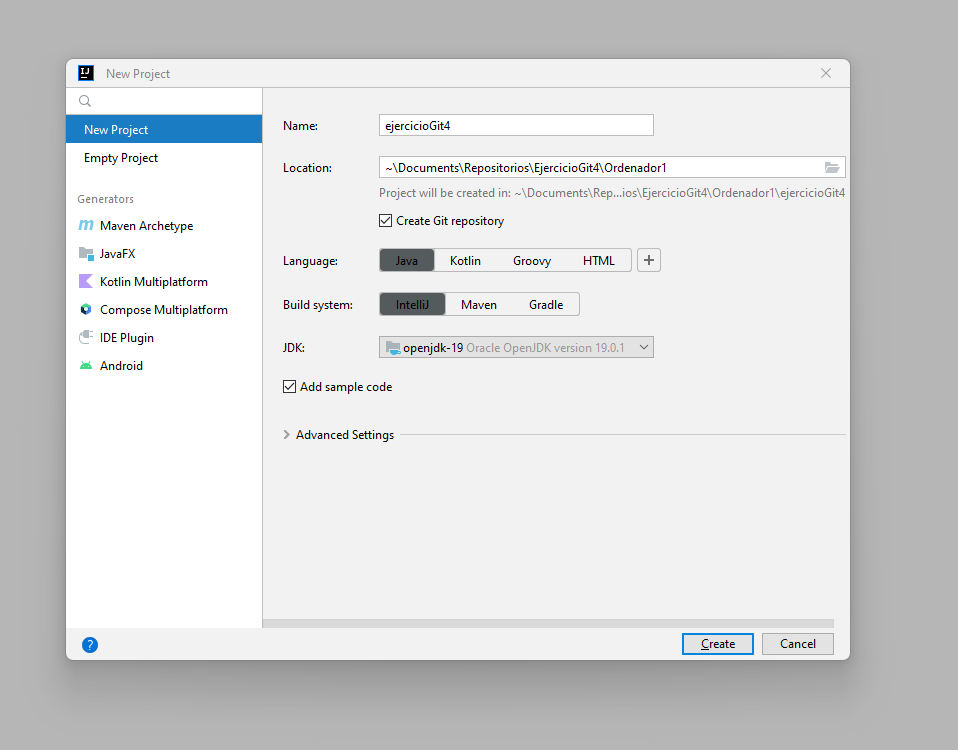 IJ New Project
New Project
Empty Project
Generators
m Maven Archetype
JavaFX
Kotlin Multiplatform
Compose Multiplatform
IDE Plugin
Android
Name: ejercicioGit4
Location: ~\Documents\Repositorios\EjercicioGit4\Ordenador1
Project will be created in: ~\Documents\Rep...ios\EjercicioGit4\Ordenador1\ejercicioGit4
Create Git repository
Language: Java Kotlin Groovy HTML +
Build system: IntelliJ Maven Gradle
JDK: openjdk-19 Oracle OpenJDK version 19.0.1
Add sample code
Advanced Settings
? Create Cancel